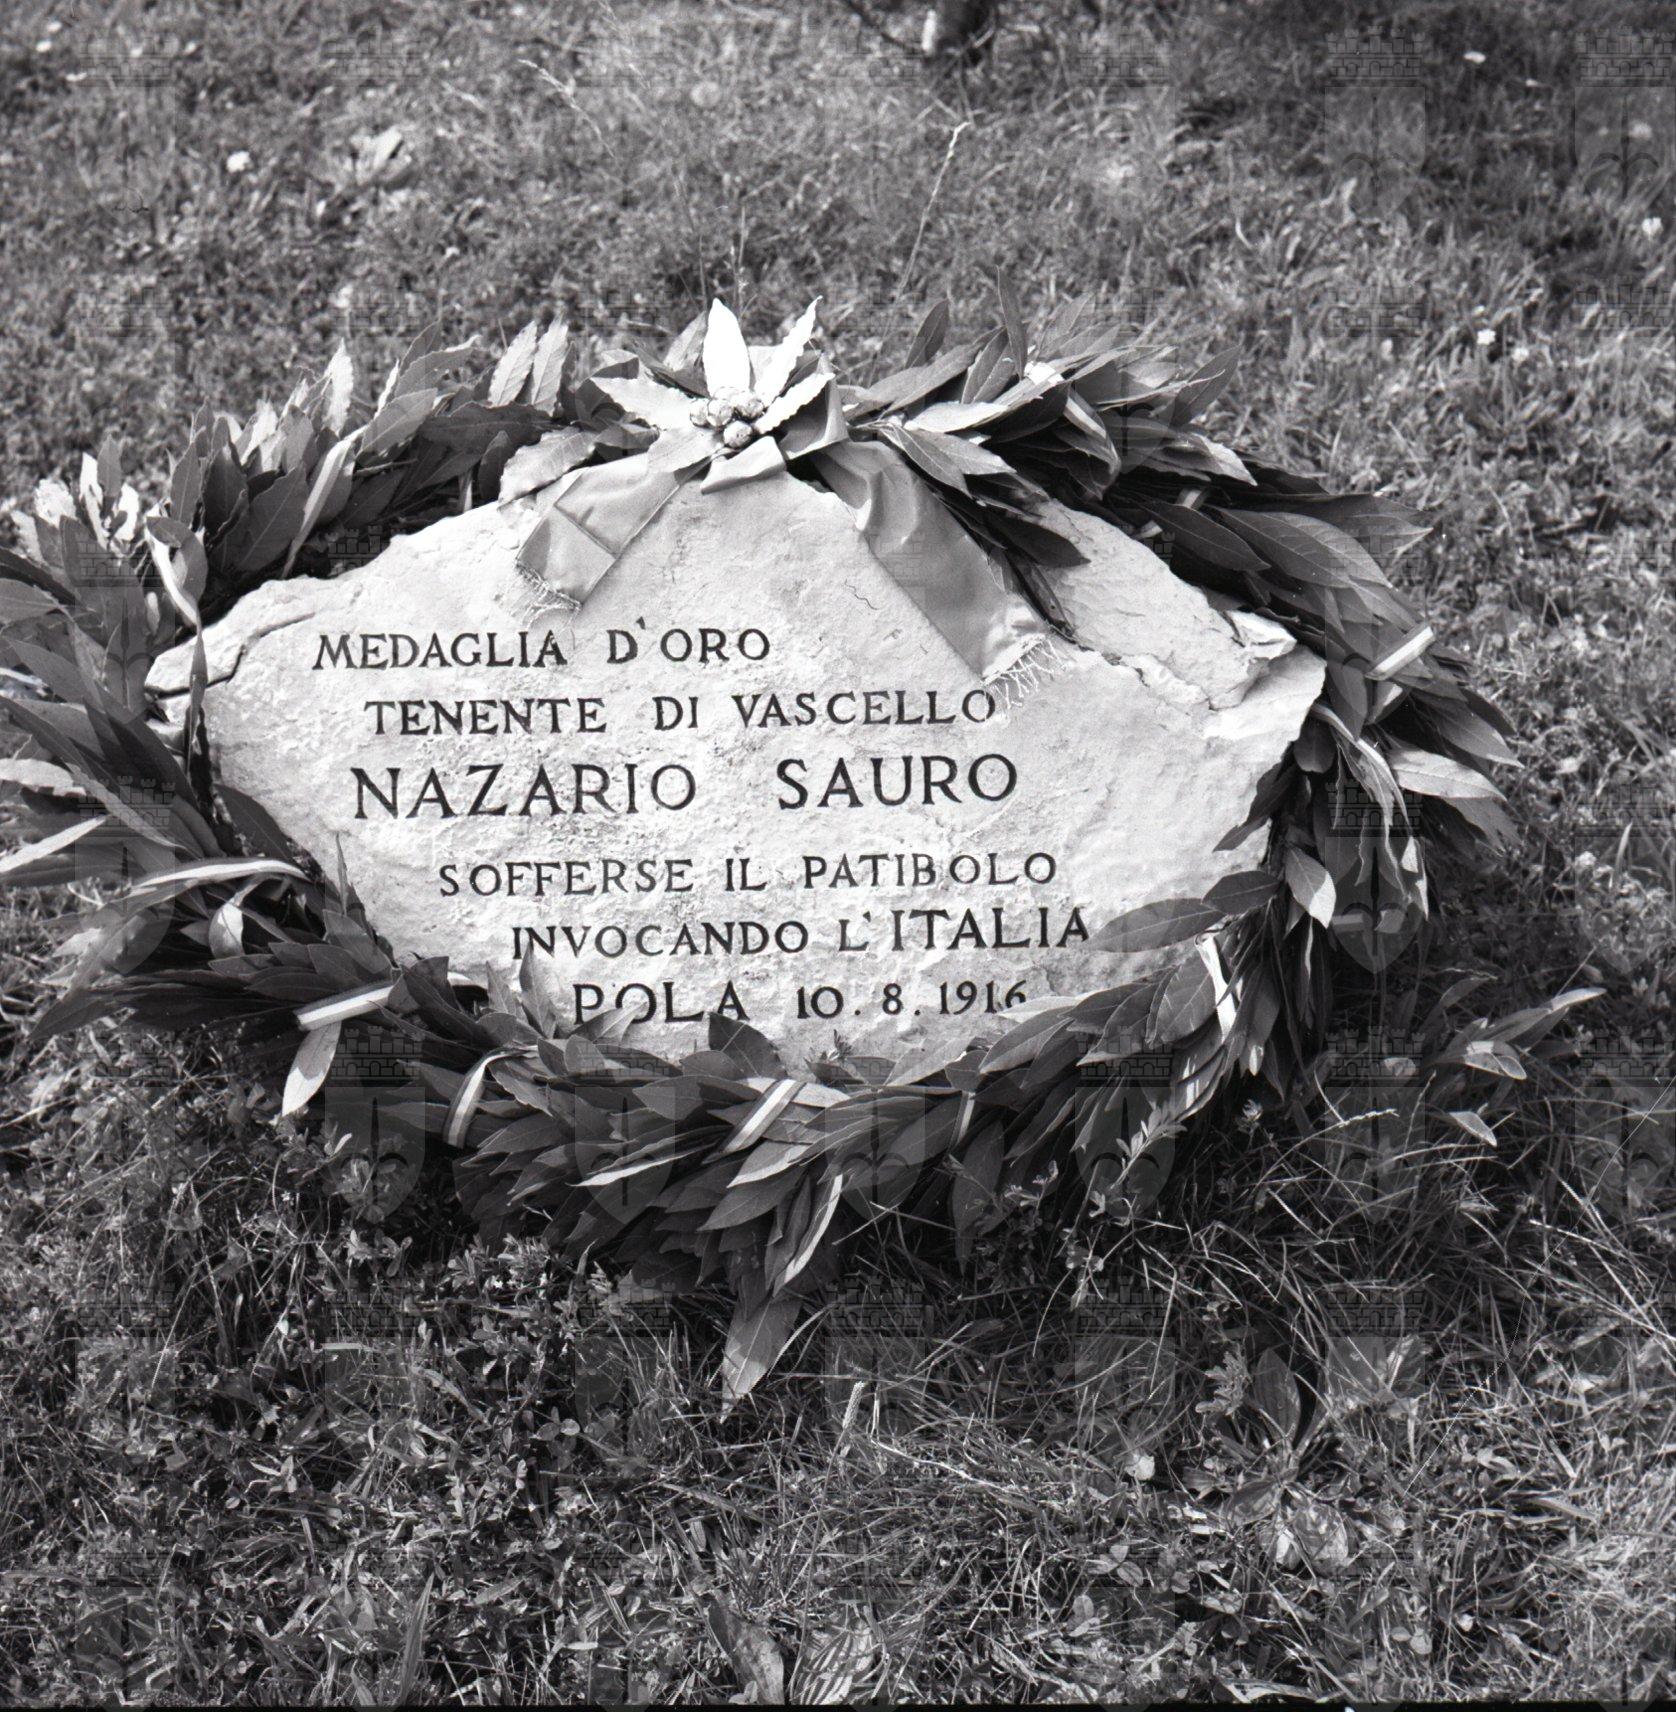 MEDAGLIA D'ORO
TENENTE DI VASCELLO
NAZARIO SAURO
SOFFERSE IL PATIBOLO
INVOCANDO L'ITALIA
POLA 10.8.1916